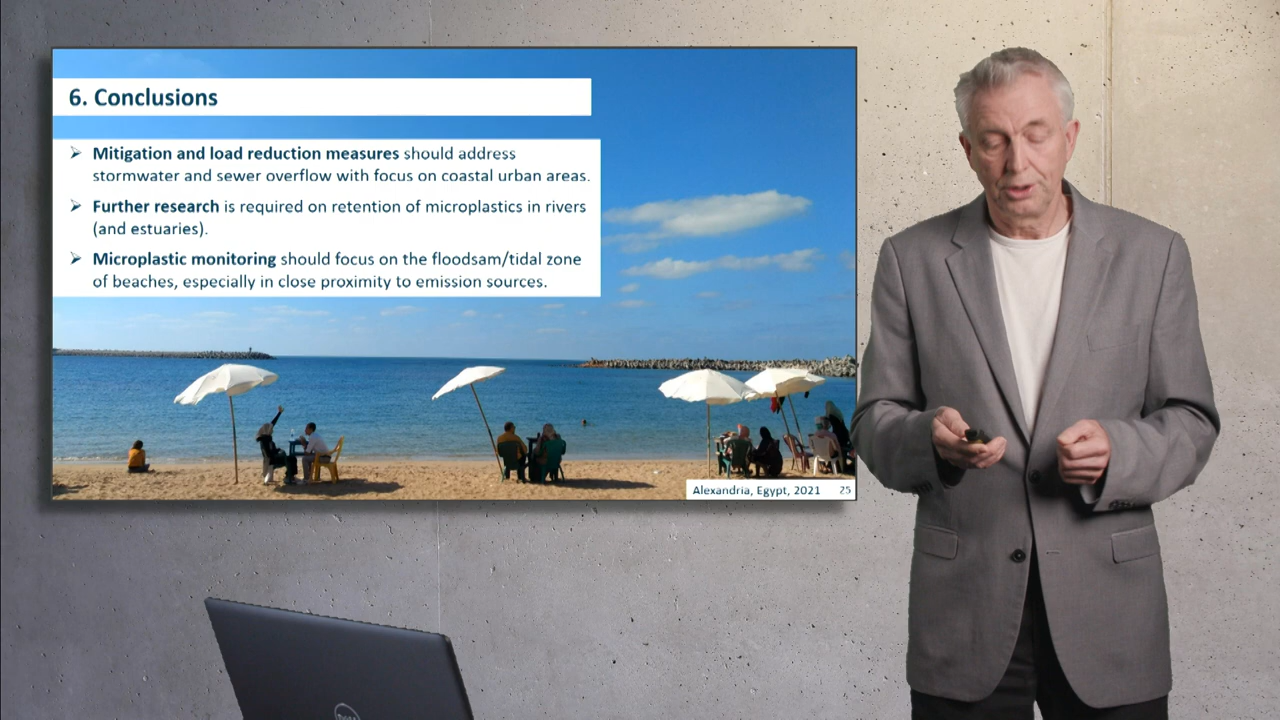 6. Conclusions
➢ Mitigation and load reduction measures should address
stormwater and sewer overflow with focus on coastal urban areas.
➢ Further research is required on retention of microplastics in rivers
(and estuaries).
➢ Microplastic monitoring should focus on the floodsam/tidal zone
of beaches, especially in close proximity to emission sources.
Alexandria, Egypt, 2021 25
DELL